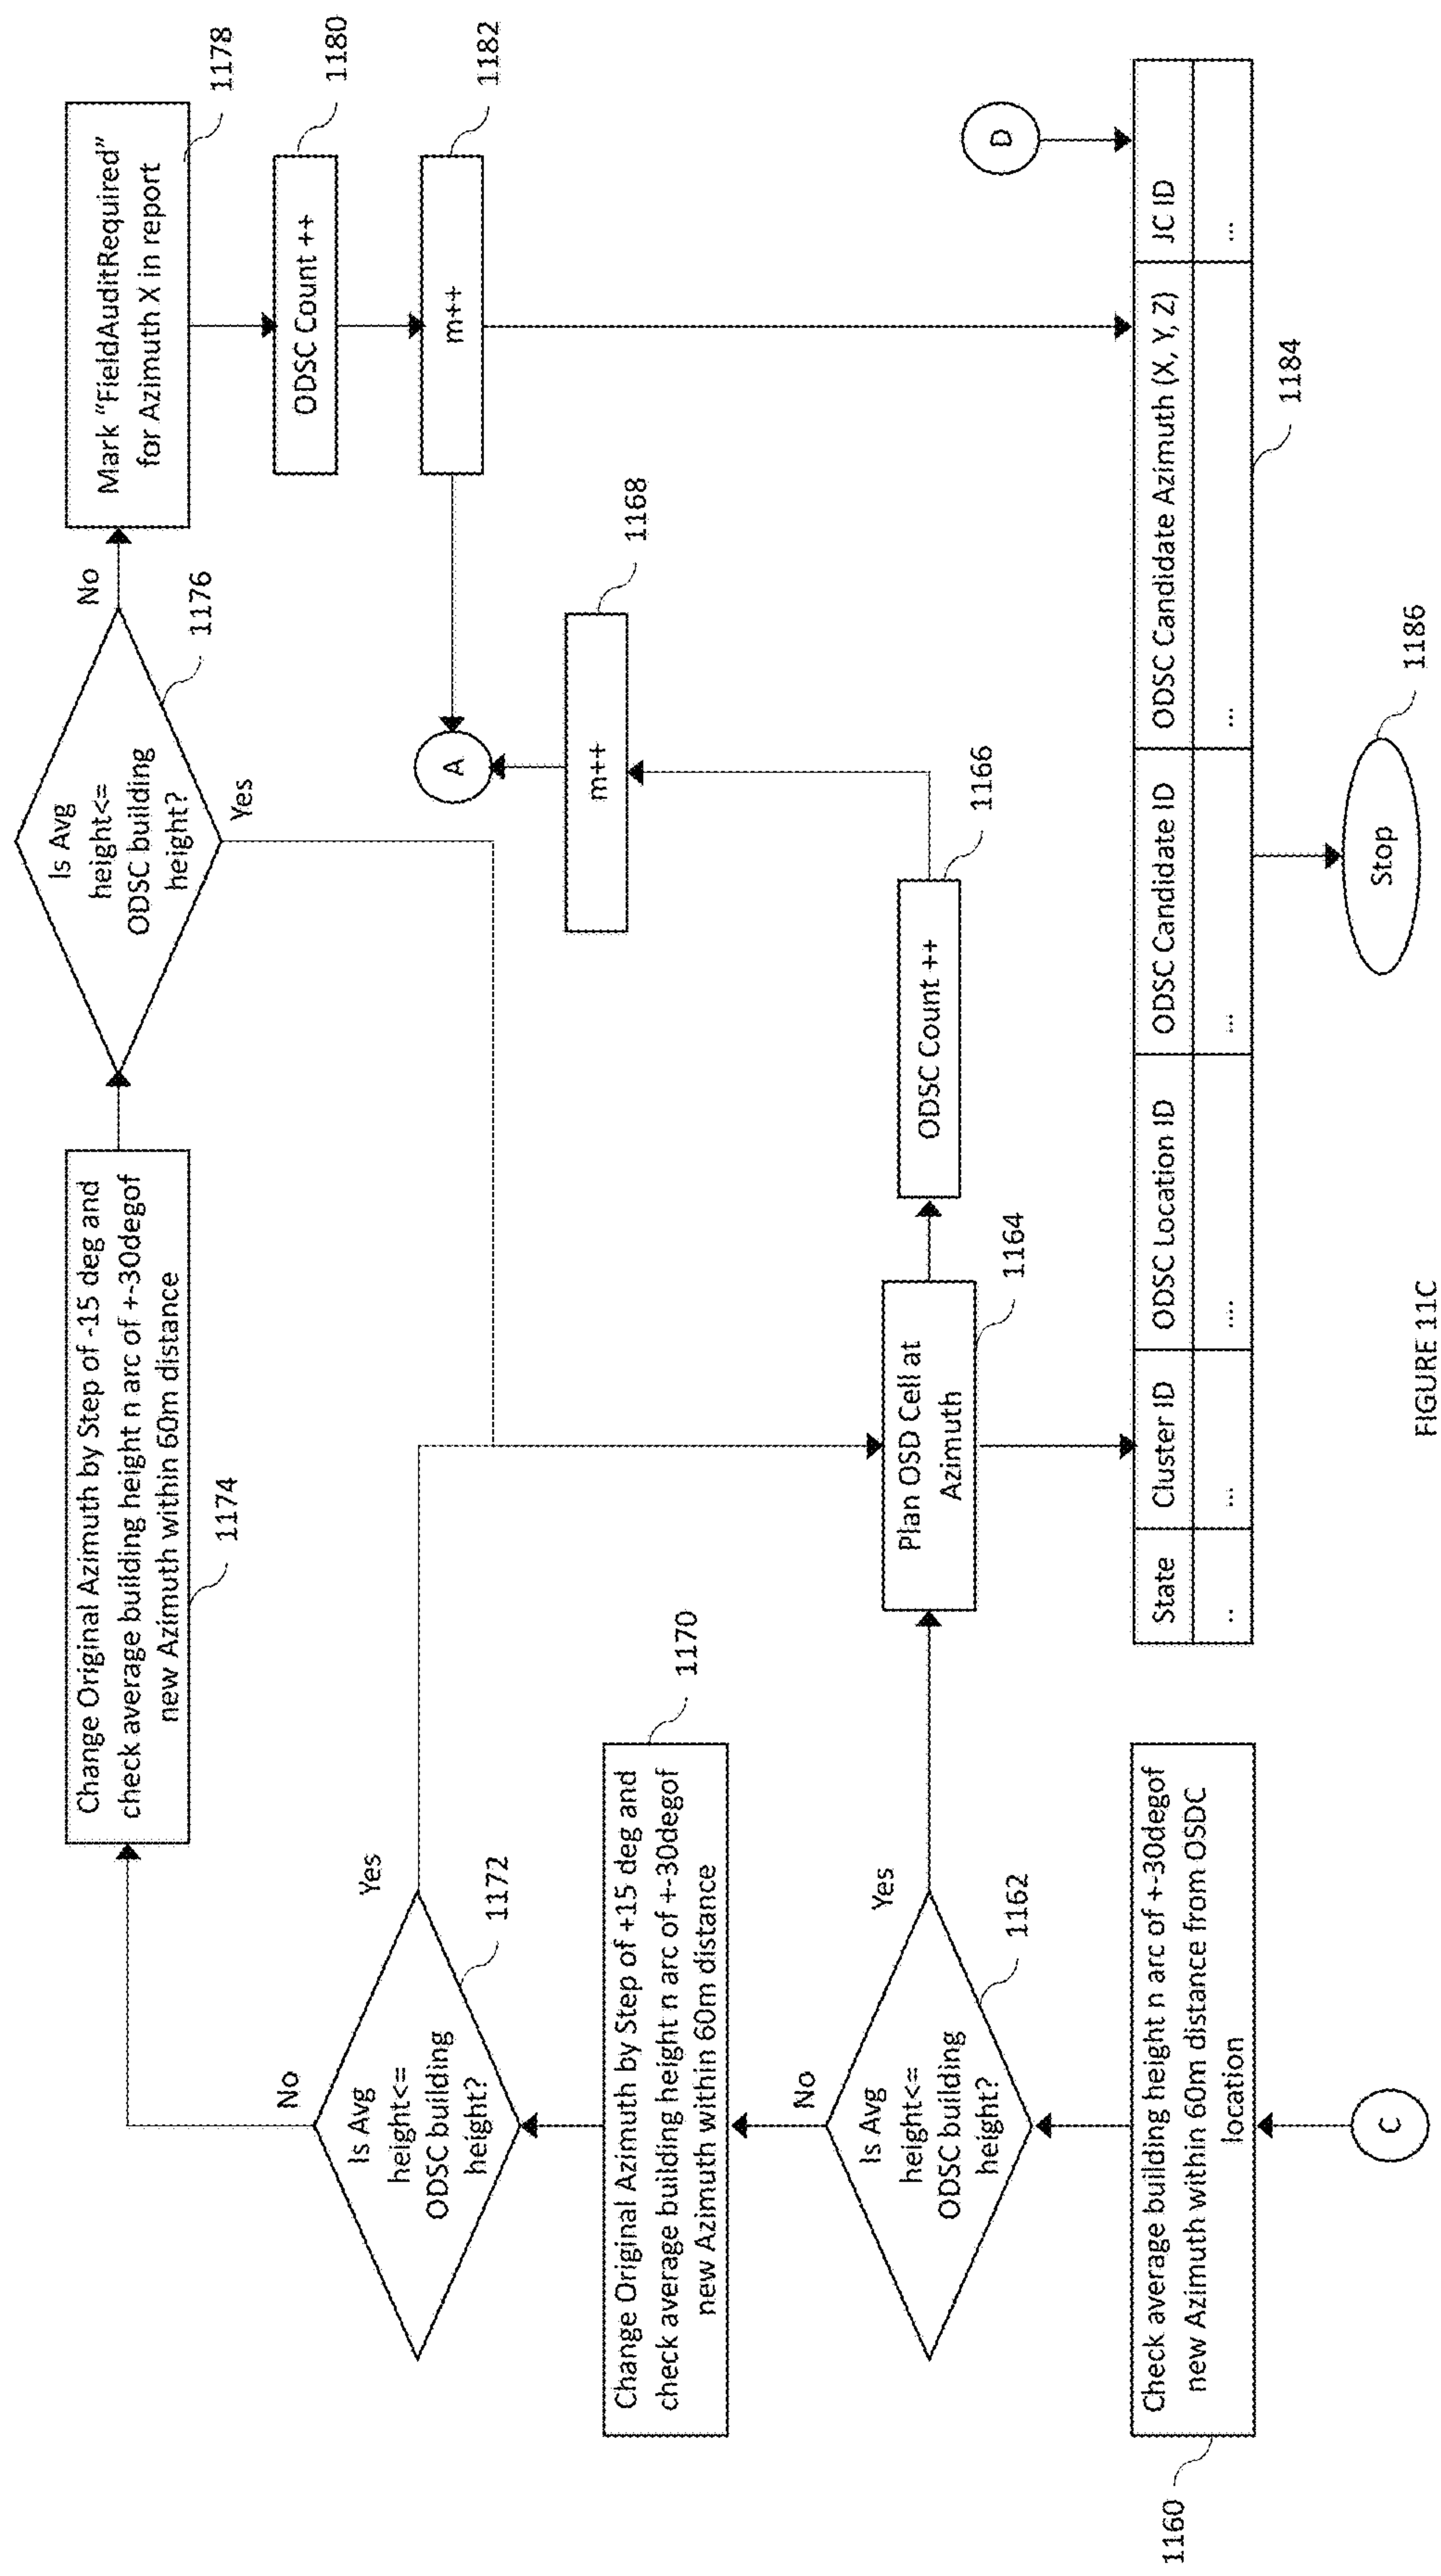 Change Original Azimuth by Step of -15 deg and
check average building height n arc of +-30degof
new Azimuth within 60m distance
1174
Is Avg
height<=
ODSC building
height?
1176
No
Yes
Mark "FieldAuditRequired"
for Azimuth X in report
1178
ODSC Count ++
1180
m++
1182
No
Is Avg
height<=
ODSC building
height?
Yes
1172
A
m++
1168
Change Original Azimuth by Step of +15 deg and
check average building height n arc of +-30degof
new Azimuth within 60m distance
1170
No
Is Avg
height<=
ODSC building
height?
Yes
1162
Plan OSD Cell at
Azimuth
1164
ODSC Count ++
1166
Check average building height n arc of +-30degof
new Azimuth within 60m distance from OSDC
location
1160
C
D
State
Cluster ID
ODSC Location ID
ODSC Candidate ID
ODSC Candidate Azimuth (X, Y, Z)
JC ID
..
...
....
...
...
...
1184
Stop
1186
FIGURE 11C